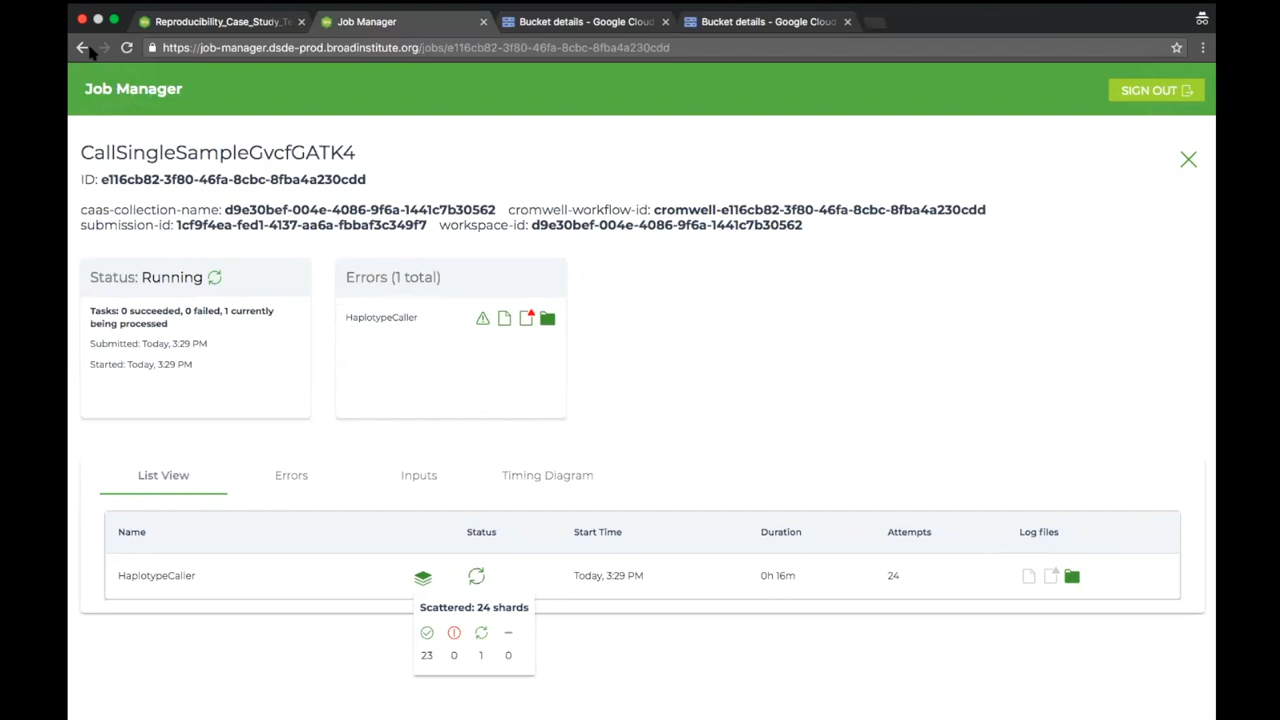 Reproducibility_Case_Study_Te
Job Manager
Bucket details - Google Cloud
Bucket details - Google Cloud
https://job-manager.dsde-prod.broadinstitute.org/jobs/e116cb82-3f80-46fa-8cbc-8fba4a230cdd
Job Manager
SIGN OUT
CallSingleSampleGvcfGATK4
ID: e116cb82-3f80-46fa-8cbc-8fba4a230cdd
caas-collection-name: d9e30bef-004e-4086-9f6a-1441c7b30562 cromwell-workflow-id: cromwell-e116cb82-3f80-46fa-8cbc-8fba4a230cdd
submission-id: 1cf9f4ea-fed1-4137-aa6a-fbbaf3c349f7 workspace-id: d9e30bef-004e-4086-9f6a-1441c7b30562
Status: Running
Tasks: 0 succeeded, 0 failed, 1 currently
being processed
Submitted: Today, 3:29 PM
Started: Today, 3:29 PM
Errors (1 total)
HaplotypeCaller
List View Errors Inputs Timing Diagram
Name Status Start Time Duration Attempts Log files
HaplotypeCaller Today, 3:29 PM 0h 16m 24
Scattered: 24 shards
23 0 1 0